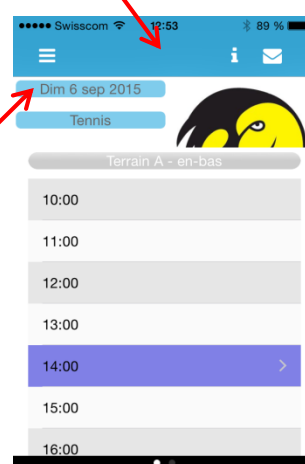 Swisscom 12:53 89 %
i
Dim 6 sep 2015
Tennis
Terrain A - en-bas
10:00
11:00
12:00
13:00
14:00
15:00
16:00